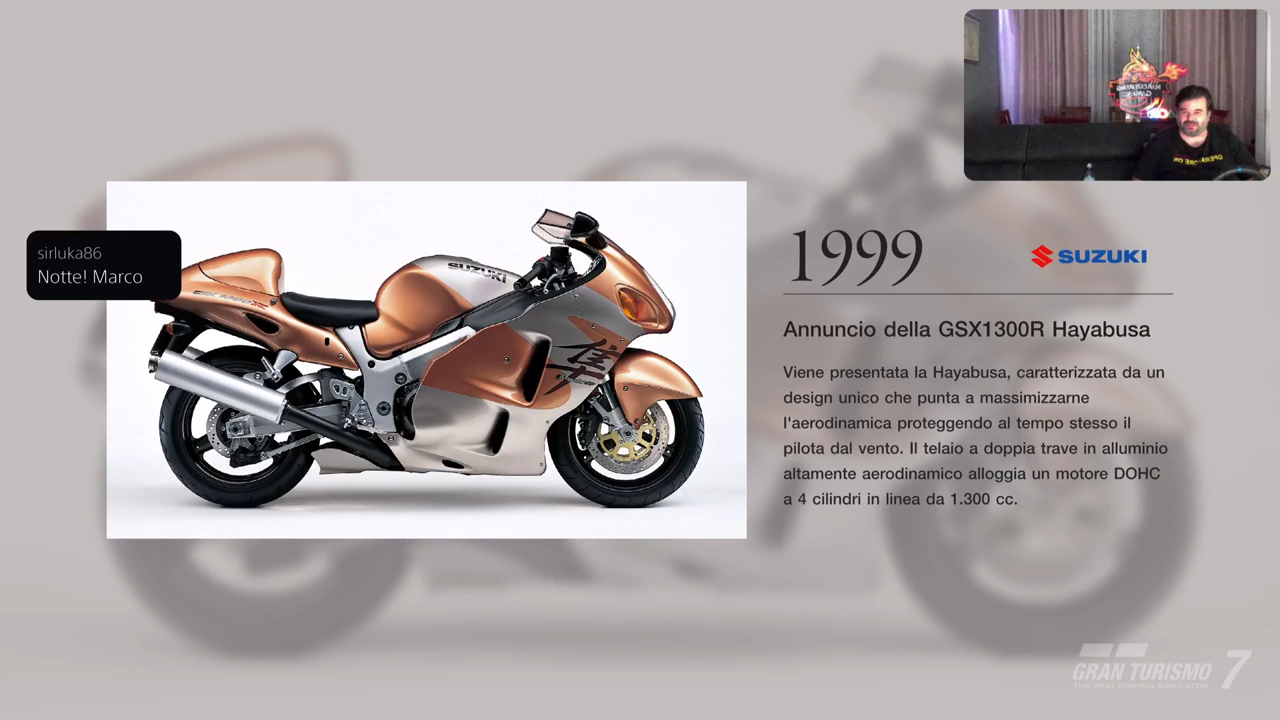 sirluka86
Notte! Marco
SUZUKI
隼
1999
SUZUKI
Annuncio della GSX1300R Hayabusa
Viene presentata la Hayabusa, caratterizzata da un
design unico che punta a massimizzarne
l'aerodinamica proteggendo al tempo stesso il
pilota dal vento. Il telaio a doppia trave in alluminio
altamente aerodinamico alloggia un motore DOHC
a 4 cilindri in linea da 1.300 cc.
GRAN TURISMO 7
THE REAL DRIVING SIMULATOR